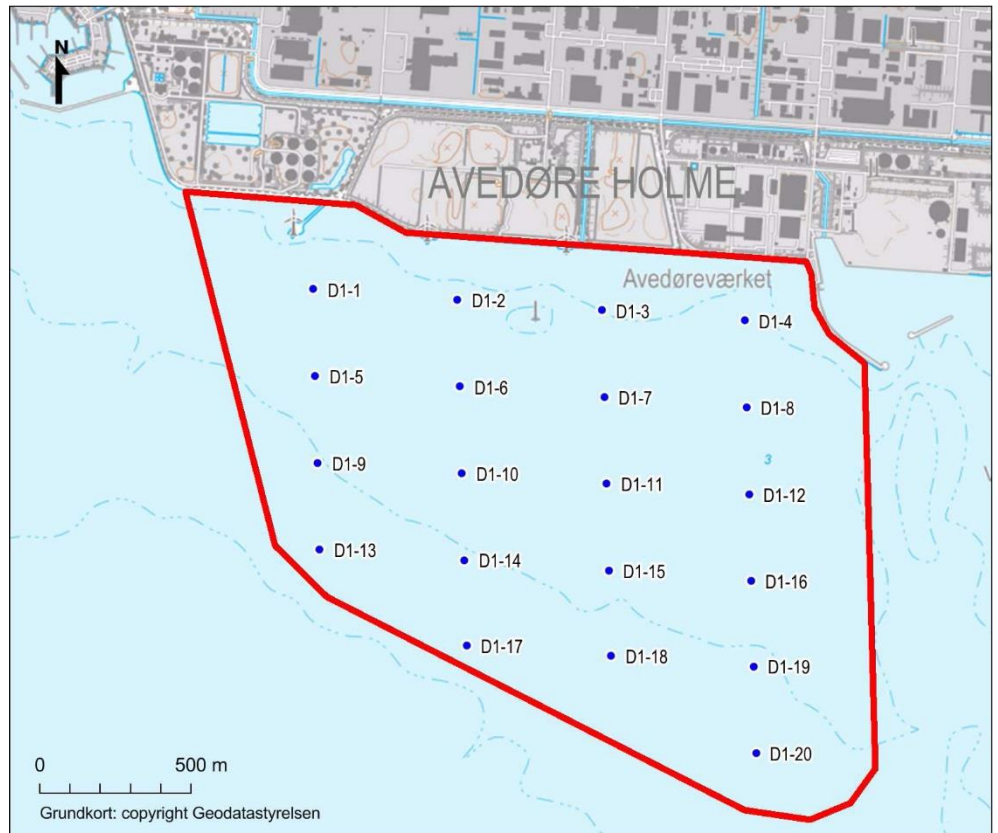 N
AVEDØRE HOLME
Avedøreværket
D1-1
D1-2
D1-3
D1-4
D1-5
D1-6
D1-7
D1-8
3
D1-9
D1-10
D1-11
D1-12
D1-13
D1-14
D1-15
D1-16
D1-17
D1-18
D1-19
D1-20
0 500 m
Grundkort: copyright Geodatastyrelsen